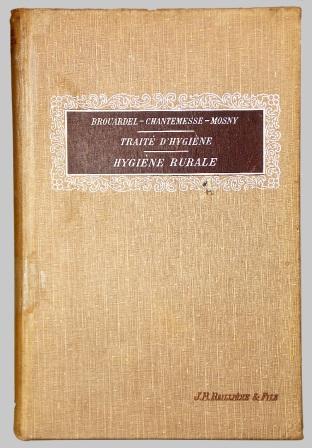 BROUARDEL-CHANTEMESSE-MOSNY
TRAITÉ D'HYGIÈNE
HYGIÈNE RURALE
J.B. BAILLIÈRE & FILS